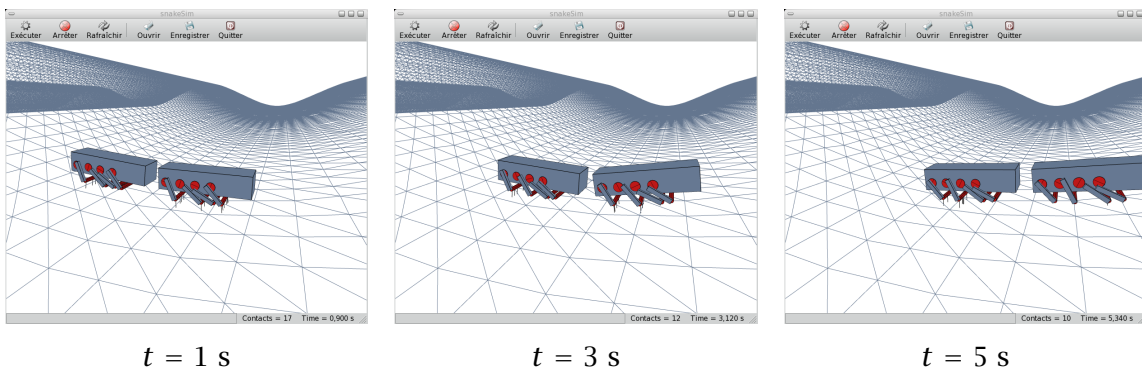 snakeSim
Exécuter Arrêter Rafraîchir Ouvrir Enregistrer Quitter
Contacts = 17 Time = 0,900 s
t = 1 s
snakeSim
Exécuter Arrêter Rafraîchir Ouvrir Enregistrer Quitter
Contacts = 12 Time = 3,120 s
t = 3 s
snakeSim
Exécuter Arrêter Rafraîchir Ouvrir Enregistrer Quitter
Contacts = 10 Time = 5,340 s
t = 5 s